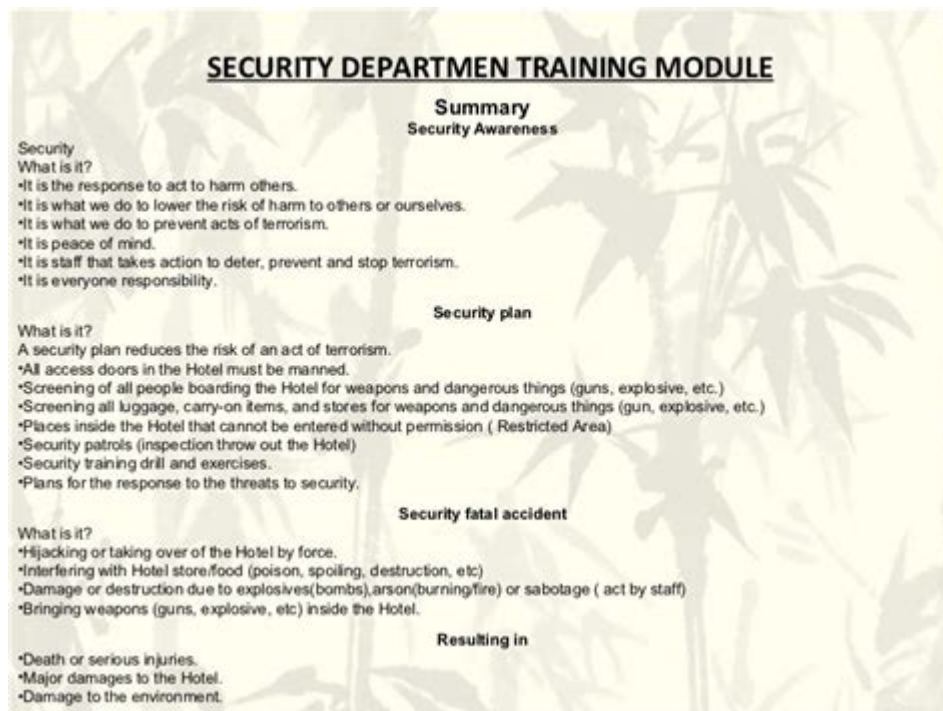 SECURITY DEPARTMEN TRAINING MODULE
Summary
Security Awareness
Security
What is it?
•It is the response to act to harm others.
•It is what we do to lower the risk of harm to others or ourselves.
•It is what we do to prevent acts of terrorism.
•It is peace of mind.
•It is staff that takes action to deter, prevent and stop terrorism.
•It is everyone responsibility.
Security plan
What is it?
A security plan reduces the risk of an act of terrorism.
•All access doors in the Hotel must be manned.
•Screening of all people boarding the Hotel for weapons and dangerous things (guns, explosive, etc.)
•Screening all luggage, carry-on items, and stores for weapons and dangerous things (gun, explosive, etc.)
•Places inside the Hotel that cannot be entered without permission ( Restricted Area)
•Security patrols (inspection throw out the Hotel)
•Security training drill and exercises.
•Plans for the response to the threats to security.
Security fatal accident
What is it?
•Hijacking or taking over of the Hotel by force.
•Interfering with Hotel store/food (poison, spoiling, destruction, etc)
•Damage or destruction due to explosives(bombs),arson(burning/fire) or sabotage ( act by staff)
•Bringing weapons (guns, explosive, etc) inside the Hotel.
Resulting in
•Death or serious injuries.
•Major damages to the Hotel.
•Damage to the environment.